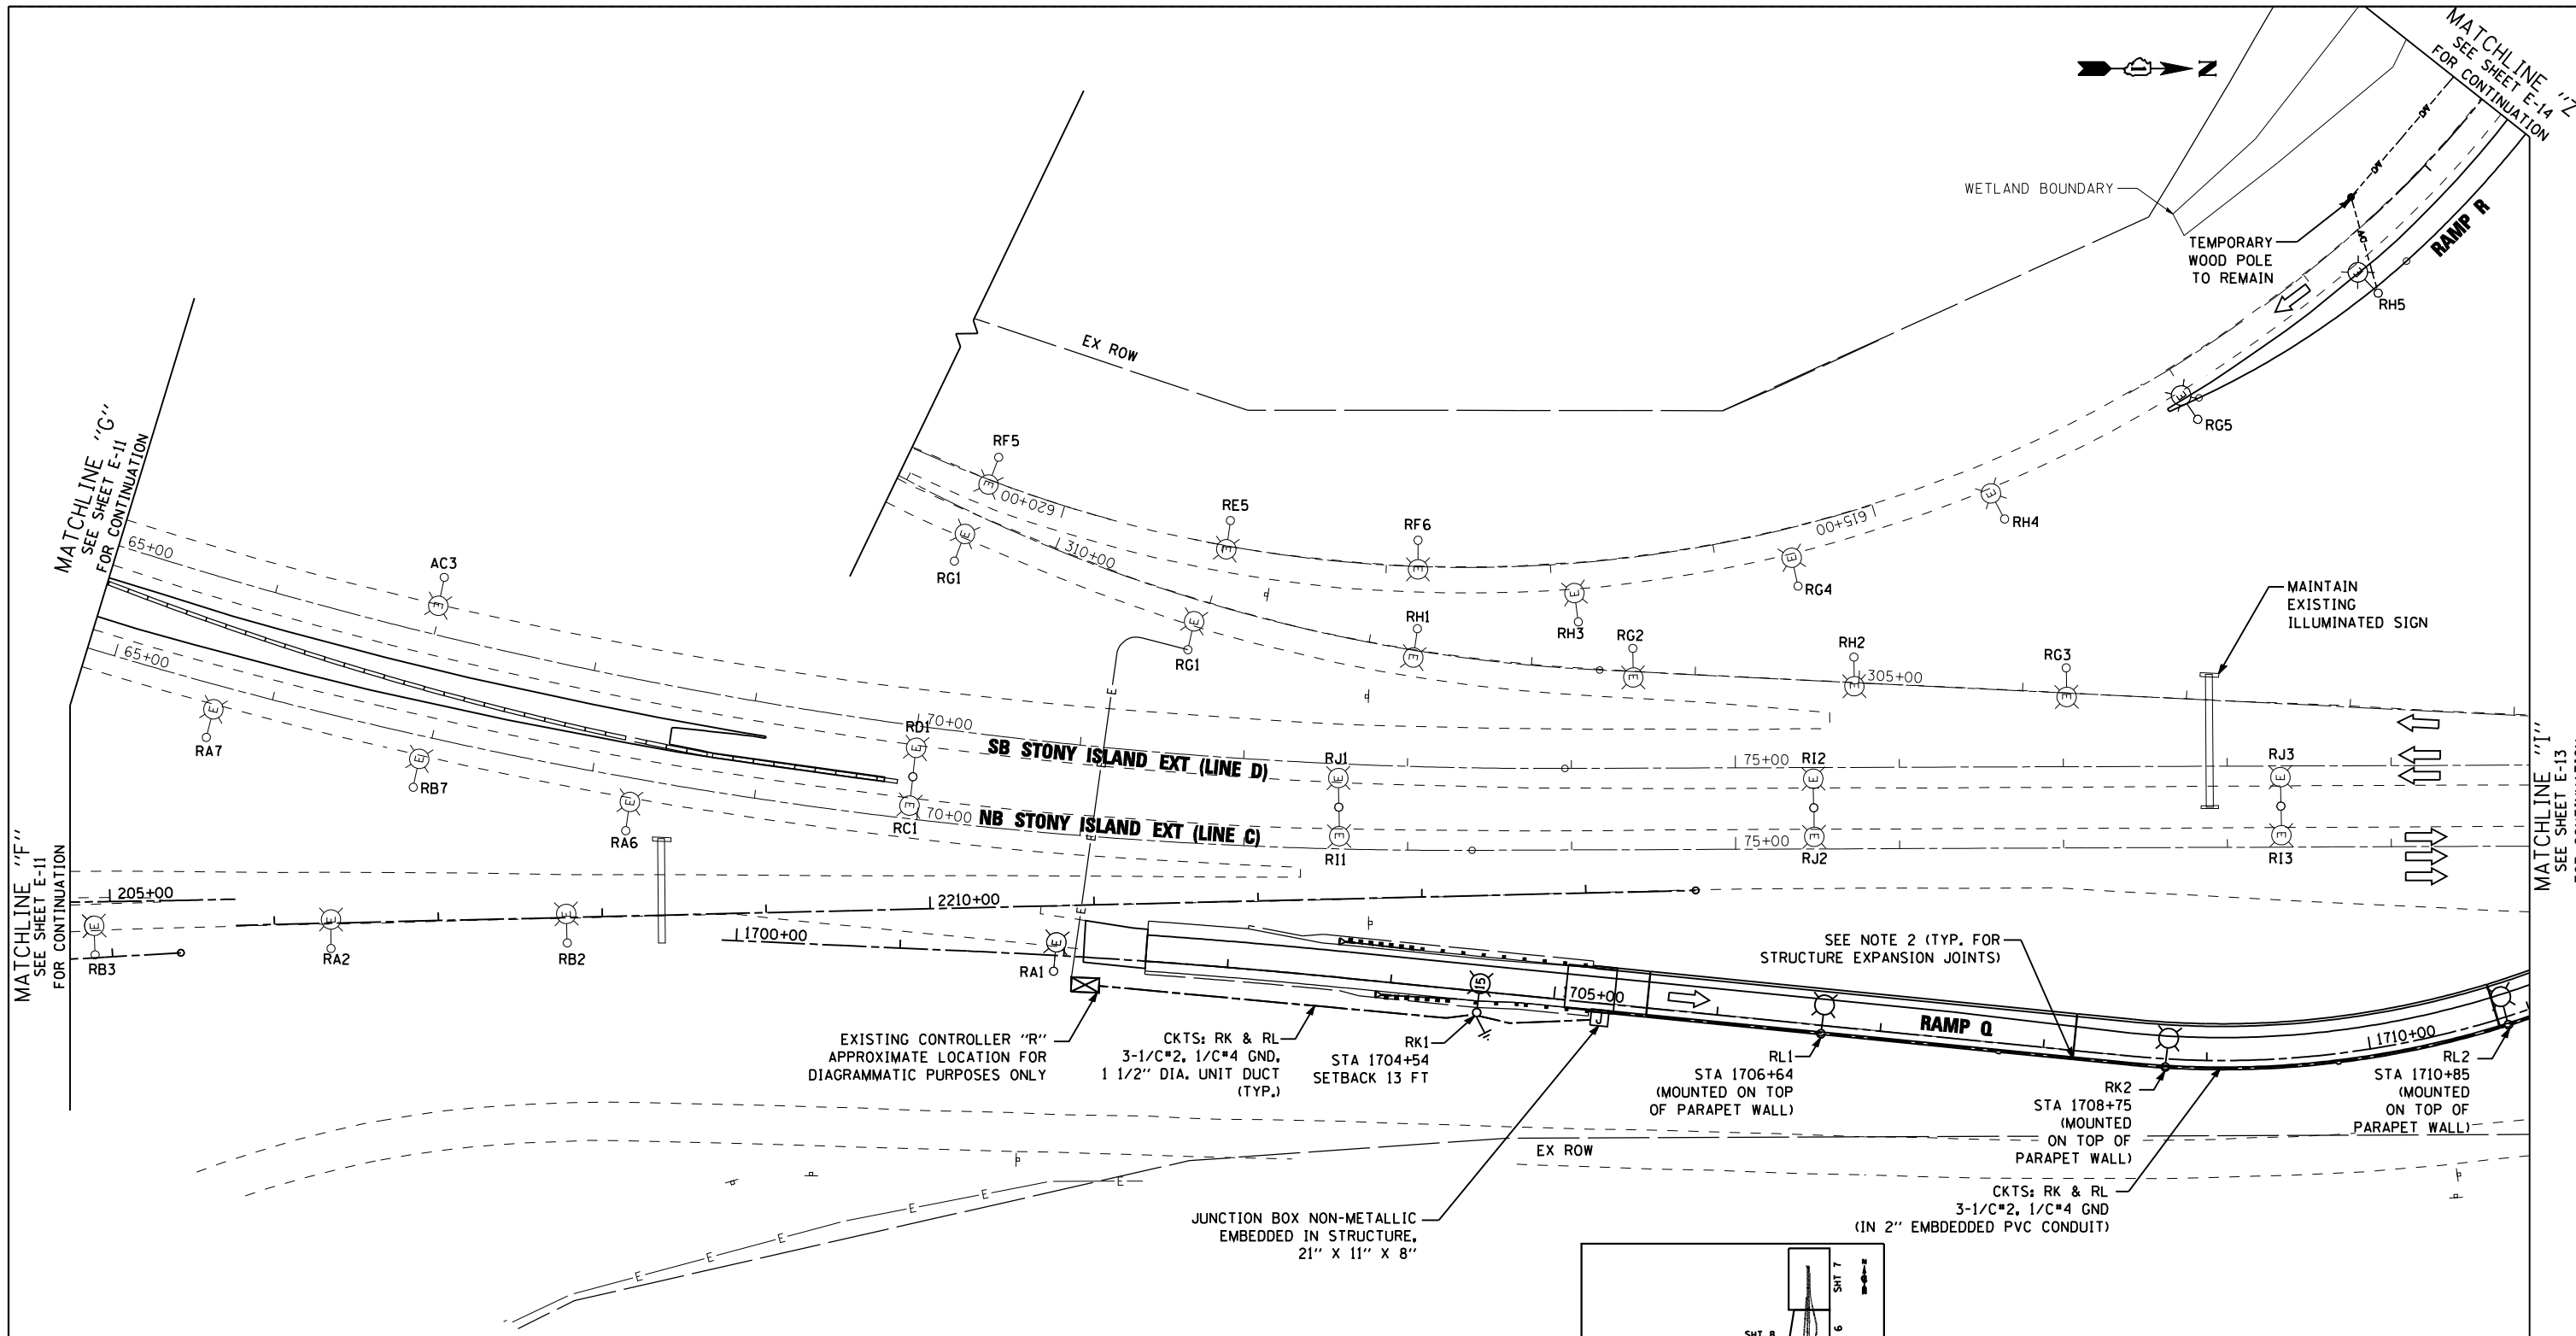 MATCHLINE "Z"
SEE SHEET E-14
FOR CONTINUATION
N
WETLAND BOUNDARY
TEMPORARY
WOOD POLE
TO REMAIN
RAMP R
RH5
RG5
EX ROW
MATCHLINE "G"
SEE SHEET E-11
FOR CONTINUATION
RF5
620+00
RE5
RF6
615+00
RH4
RG1
310+00
RH3
RG4
65+00
AC3
RG1
RH1
RG2
RH2
305+00
RG3
MAINTAIN
EXISTING
ILLUMINATED SIGN
65+00
RA7
RB7
RA6
RD1
70+00
SB STONY ISLAND EXT (LINE D)
RJ1
75+00
RI2
RJ3
RC1
70+00
NB STONY ISLAND EXT (LINE C)
RI1
75+00
RJ2
RI3
MATCHLINE "I"
SEE SHEET E-13
MATCHLINE "F"
SEE SHEET E-11
FOR CONTINUATION
205+00
RB3
RA2
RB2
2210+00
1700+00
RA1
15
1705+00
SEE NOTE 2 (TYP. FOR
STRUCTURE EXPANSION JOINTS)
RAMP Q
1710+00
J
EXISTING CONTROLLER "R"
APPROXIMATE LOCATION FOR
DIAGRAMMATIC PURPOSES ONLY
CKTS: RK & RL
3-1/C#2, 1/C#4 GND,
1 1/2" DIA. UNIT DUCT
(TYP.)
RK1
STA 1704+54
SETBACK 13 FT
RL1
STA 1706+64
(MOUNTED ON TOP
OF PARAPET WALL)
RK2
STA 1708+75
(MOUNTED
ON TOP OF
PARAPET WALL)
RL2
STA 1710+85
(MOUNTED
ON TOP OF
PARAPET WALL)
EX ROW
CKTS: RK & RL
3-1/C#2, 1/C#4 GND
(IN 2" EMBDEDDED PVC CONDUIT)
JUNCTION BOX NON-METALLIC
EMBEDDED IN STRUCTURE,
21" X 11" X 8"
SHT 7
N
SHT 8
6